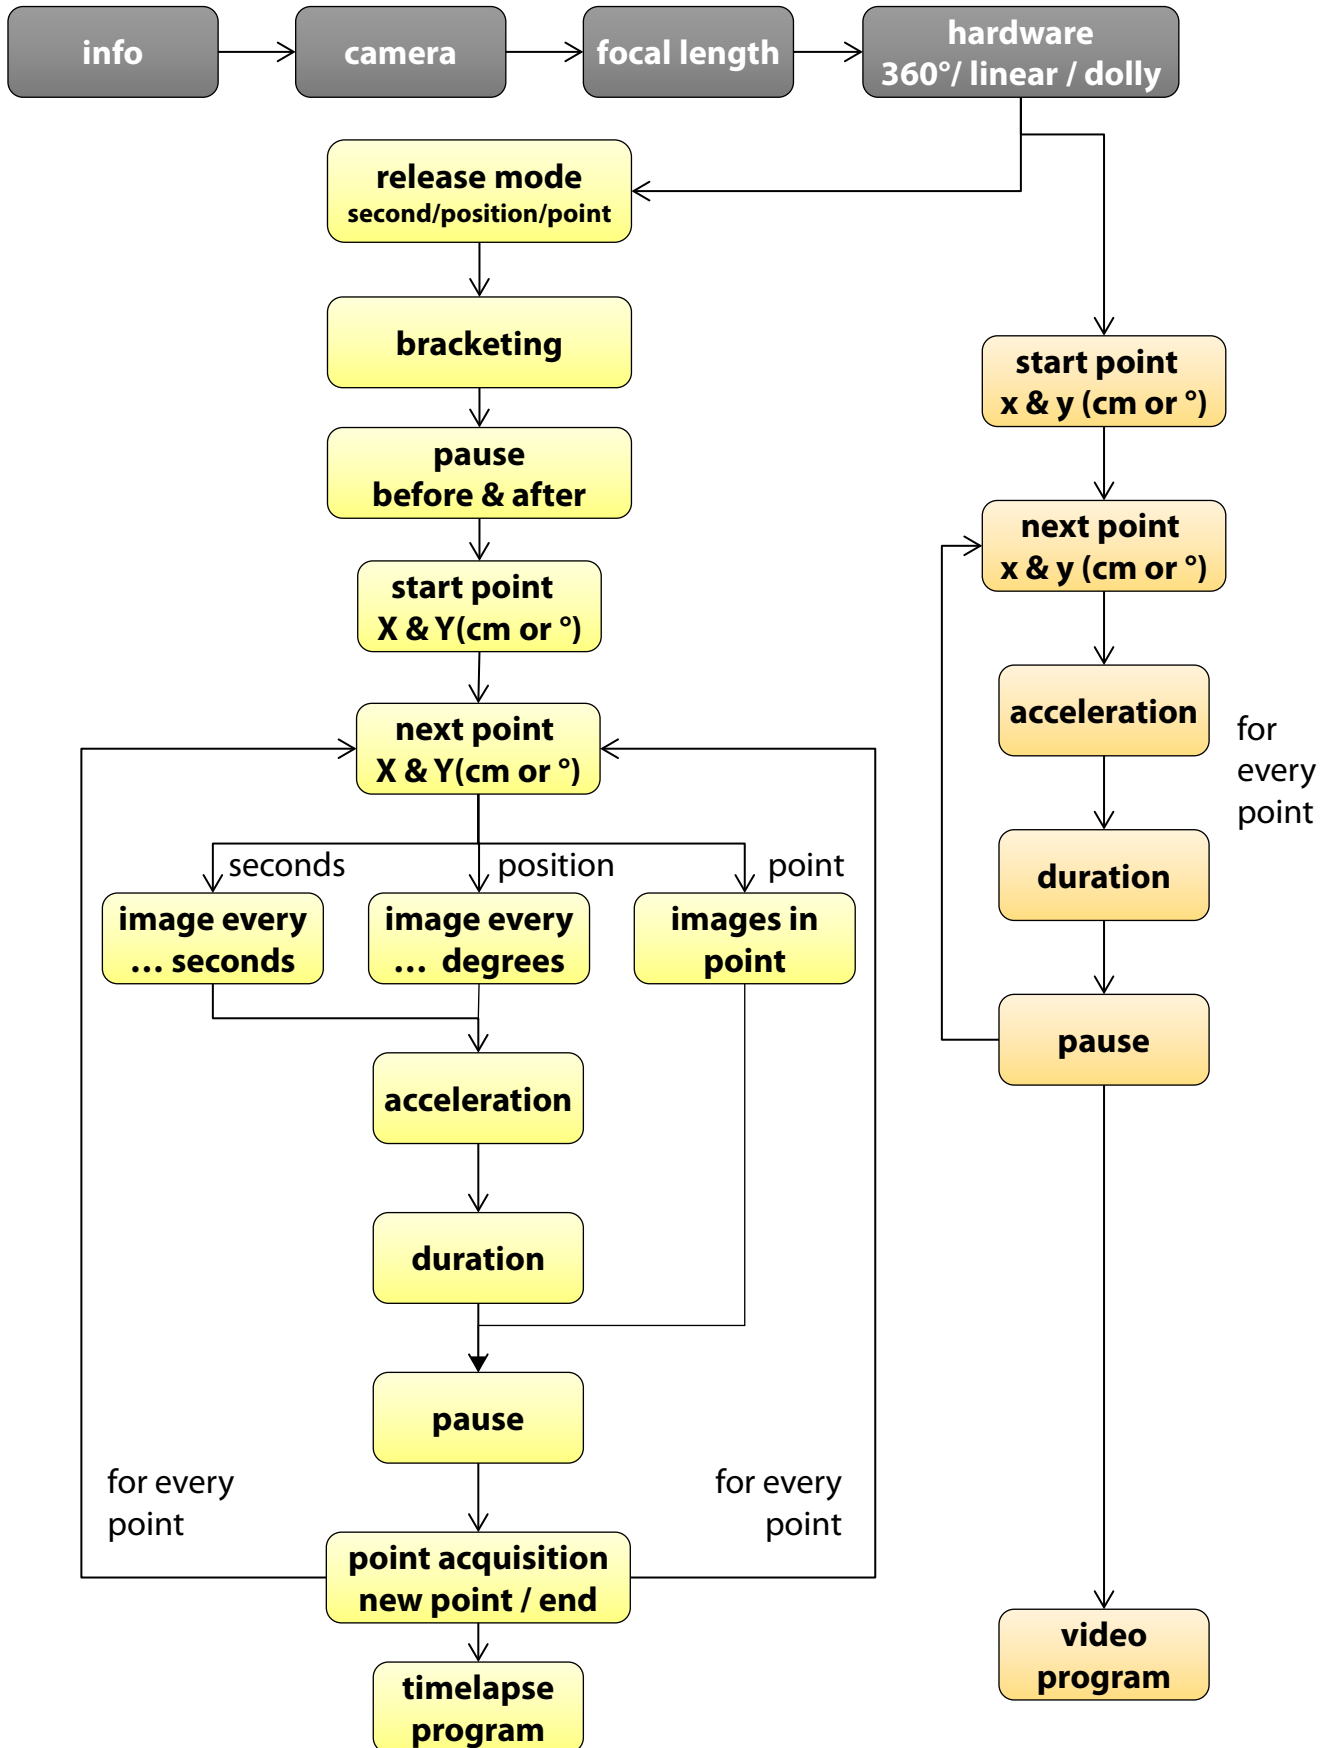 info
camera
focal length
hardware
360°/ linear / dolly
release mode
second/position/point
bracketing
pause
before & after
start point
X & Y(cm or °)
next point
X & Y(cm or °)
seconds
position
point
image every
... seconds
image every
... degrees
images in
point
acceleration
duration
pause
for every
point
for every
point
point acquisition
new point / end
timelapse
program
start point
x & y (cm or °)
next point
x & y (cm or °)
acceleration
for
every
point
duration
pause
video
program